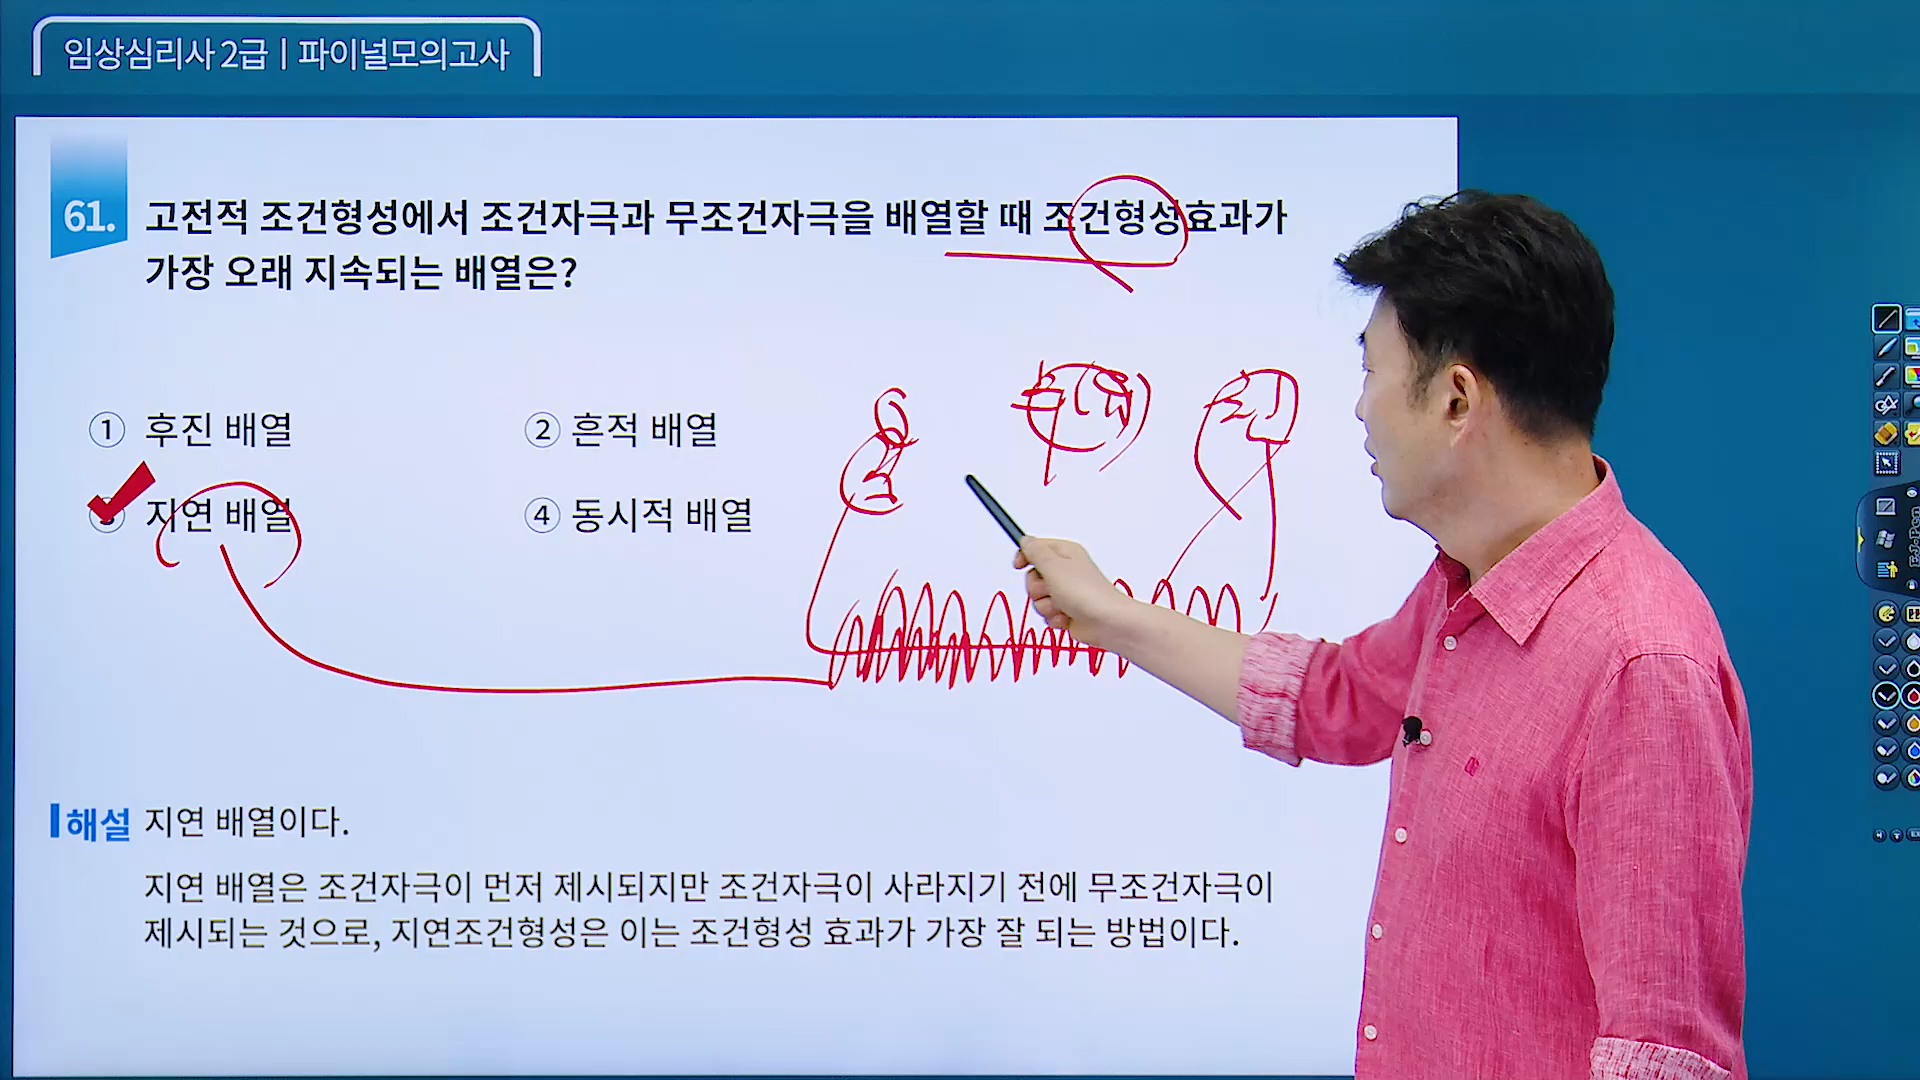 임상심리사 2급 | 파이널모의고사
61. 고전적 조건형성에서 조건자극과 무조건자극을 배열할 때 조건형성효과가
가장 오래 지속되는 배열은?
① 후진 배열
② 흔적 배열
③ 지연 배열
④ 동시적 배열
해설 지연 배열이다.
지연 배열은 조건자극이 먼저 제시되지만 조건자극이 사라지기 전에 무조건자극이
제시되는 것으로, 지연조건형성은 이는 조건형성 효과가 가장 잘 되는 방법이다.